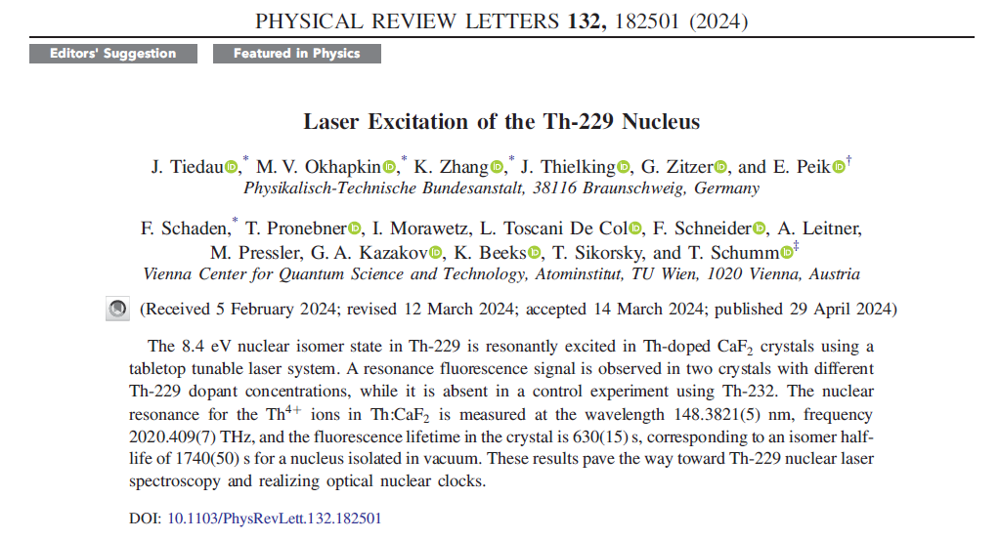 PHYSICAL REVIEW LETTERS 132, 182501 (2024)
Editors' Suggestion
Featured in Physics
Laser Excitation of the Th-229 Nucleus
J. Tiedau,* M. V. Okhapkin,* K. Zhang,* J. Thielking, G. Zitzer, and E. Peik†
Physikalisch-Technische Bundesanstalt, 38116 Braunschweig, Germany
F. Schaden,* T. Pronebner, I. Morawetz, L. Toscani De Col, F. Schneider, A. Leitner,
M. Pressler, G. A. Kazakov, K. Beeks, T. Sikorsky, and T. Schumm‡
Vienna Center for Quantum Science and Technology, Atominstitut, TU Wien, 1020 Vienna, Austria
(Received 5 February 2024; revised 12 March 2024; accepted 14 March 2024; published 29 April 2024)
The 8.4 eV nuclear isomer state in Th-229 is resonantly excited in Th-doped CaF₂ crystals using a
tabletop tunable laser system. A resonance fluorescence signal is observed in two crystals with different
Th-229 dopant concentrations, while it is absent in a control experiment using Th-232. The nuclear
resonance for the Th⁴⁺ ions in Th:CaF₂ is measured at the wavelength 148.3821(5) nm, frequency
2020.409(7) THz, and the fluorescence lifetime in the crystal is 630(15) s, corresponding to an isomer half-
life of 1740(50) s for a nucleus isolated in vacuum. These results pave the way toward Th-229 nuclear laser
spectroscopy and realizing optical nuclear clocks.
DOI: 10.1103/PhysRevLett.132.182501